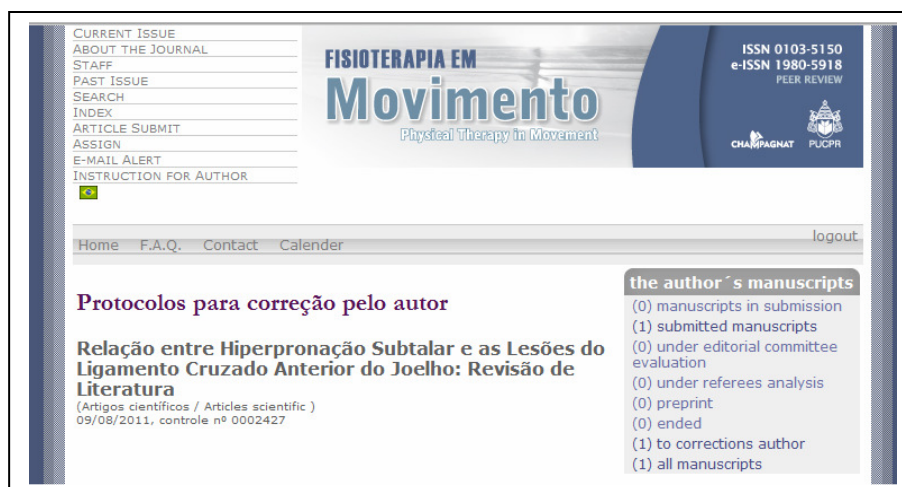 CURRENT ISSUE
ABOUT THE JOURNAL
STAFF
PAST ISSUE
SEARCH
INDEX
ARTICLE SUBMIT
ASSIGN
E-MAIL ALERT
INSTRUCTION FOR AUTHOR
FISIOTERAPIA EM
Movimento
Physical Therapy in Movement
ISSN 0103-5150
e-ISSN 1980-5918
PEER REVIEW
CHAMPAGNAT PUCPR
Home F.A.Q. Contact Calender
logout
Protocolos para correção pelo autor
Relação entre Hiperpronação Subtalar e as Lesões do
Ligamento Cruzado Anterior do Joelho: Revisão de
Literatura
(Artigos científicos / Articles scientific )
09/08/2011, controle nº 0002427
the author´s manuscripts
(0) manuscripts in submission
(1) submitted manuscripts
(0) under editorial committee
evaluation
(0) under referees analysis
(0) preprint
(0) ended
(1) to corrections author
(1) all manuscripts